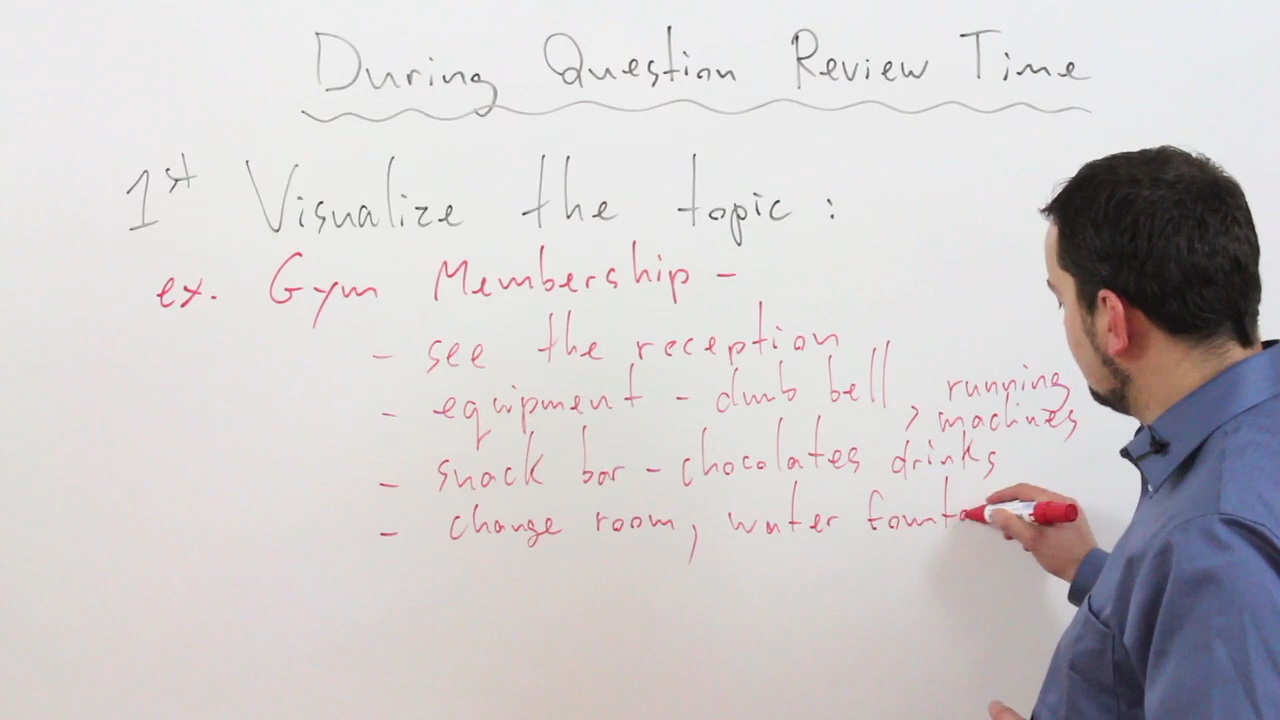 During Question Review Time
1st Visualize the topic :
ex. Gym Membership -
- see the reception
- equipment - dumb bell , running
machines
- snack bar - chocolates drinks
- change room, water founta